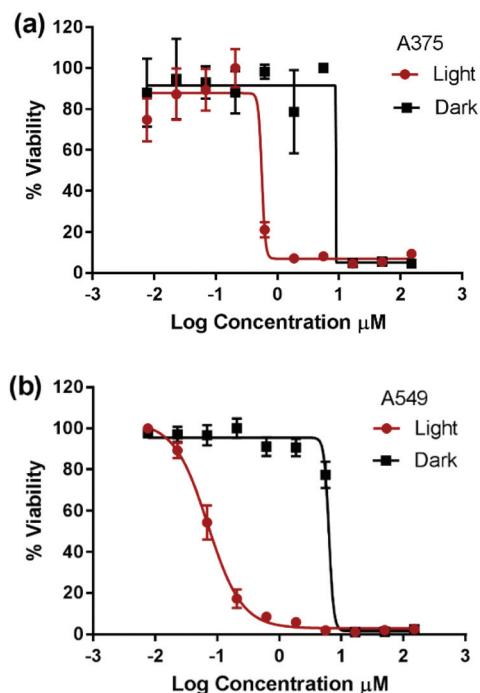 (a)
A375
Light
Dark
% Viability
120
100
80
60
40
20
0
-3 -2 -1 0 1 2 3
Log Concentration μM
(b)
A549
Light
Dark
% Viability
120
100
80
60
40
20
0
-3 -2 -1 0 1 2 3
Log Concentration μM